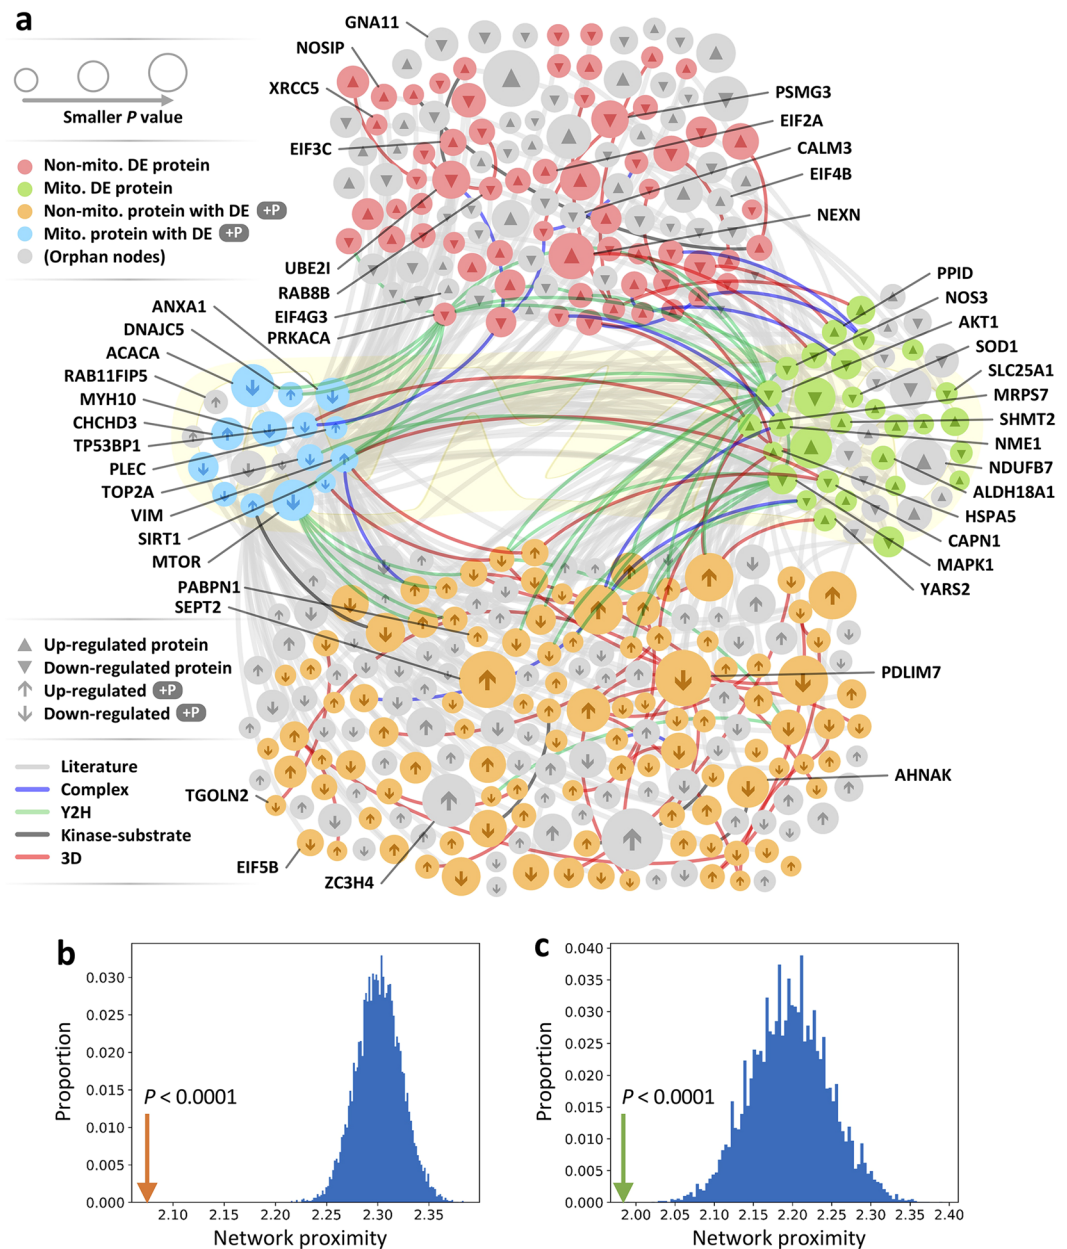 a
Smaller P value
Non-mito. DE protein
Mito. DE protein
Non-mito. protein with DE +P
Mito. protein with DE +P
(Orphan nodes)
GNA11
NOSIP
XRCC5
EIF3C
UBE2I
RAB8B
EIF4G3
PRKACA
PSMG3
EIF2A
CALM3
EIF4B
NEXN
ANXA1
DNAJC5
ACACA
RAB11FIP5
MYH10
CHCHD3
TP53BP1
PLEC
TOP2A
VIM
SIRT1
MTOR
PABPN1
SEPT2
PPID
NOS3
AKT1
SOD1
SLC25A1
MRPS7
SHMT2
NME1
NDUFB7
ALDH18A1
HSPA5
CAPN1
MAPK1
YARS2
Up-regulated protein
Down-regulated protein
Up-regulated +P
Down-regulated +P
Literature
Complex
Y2H
Kinase-substrate
3D
PDLIM7
AHNAK
TGOLN2
EIF5B
ZC3H4
b
Proportion
0.030
0.025
0.020
0.015
0.010
0.005
0.000
P < 0.0001
2.10 2.15 2.20 2.25 2.30 2.35
Network proximity
c
Proportion
0.040
0.035
0.030
0.025
0.020
0.015
0.010
0.005
0.000
P < 0.0001
2.00 2.05 2.10 2.15 2.20 2.25 2.30 2.35 2.40
Network proximity